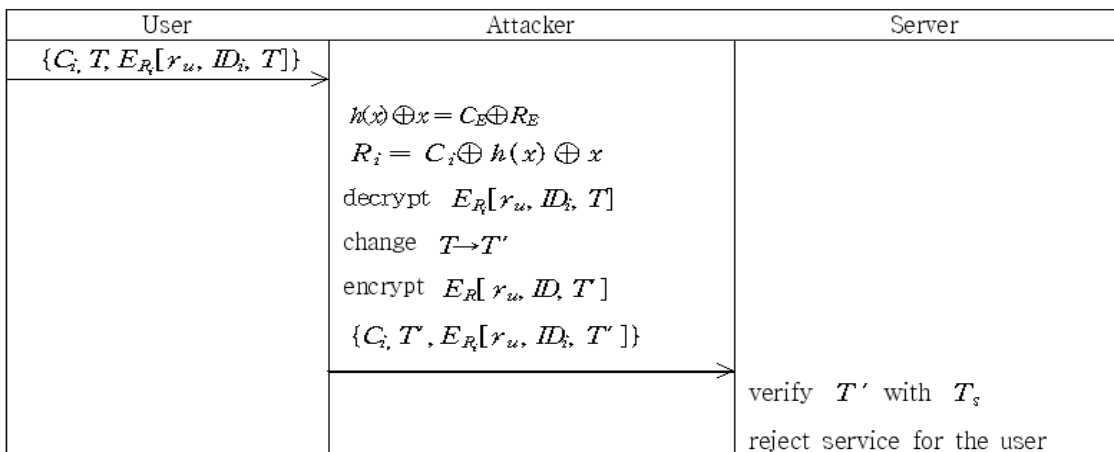 User Attacker Server
{C_i, T, E_{R_i}[r_u, ID_i, T]}
h(x)⊕x = C_E⊕R_E
R_i = C_i⊕h(x)⊕x
decrypt E_{R_i}[r_u, ID_i, T]
change T→T′
encrypt E_R[r_u, ID, T′]
{C_i, T′, E_{R_i}[r_u, ID_i, T′]}
verify T′ with T_s
reject service for the user